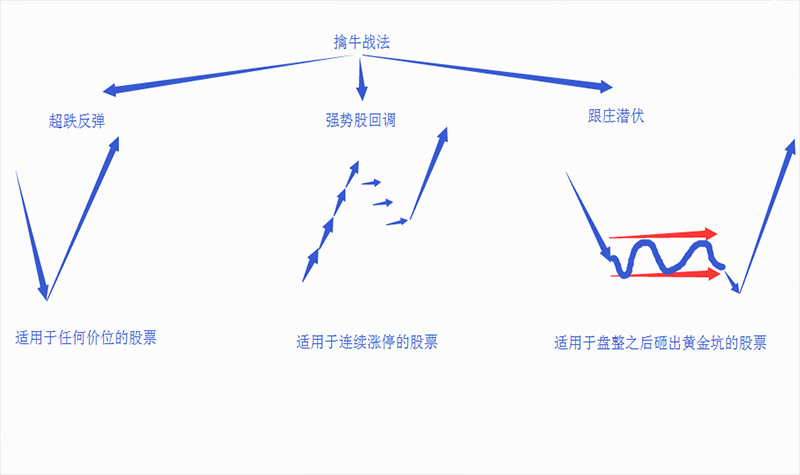 擒牛战法
超跌反弹
强势股回调
跟庄潜伏
适用于任何价位的股票
适用于连续涨停的股票
适用于盘整之后砸出黄金坑的股票